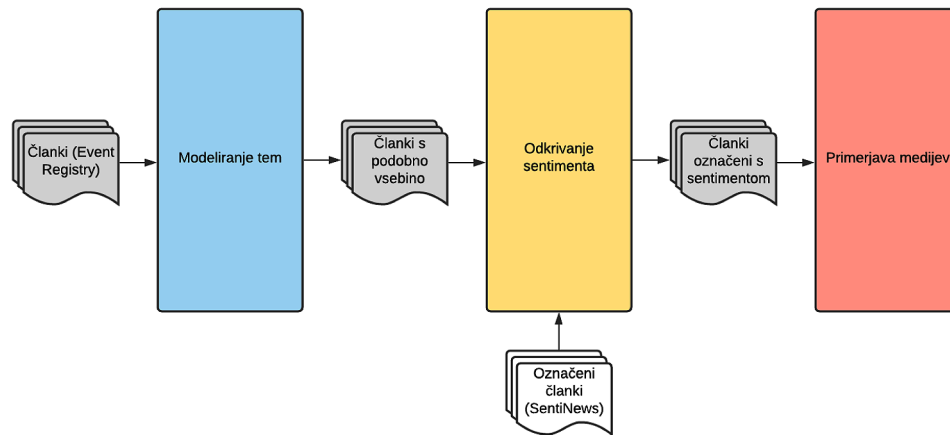 Članki (Event
Registry)
Modeliranje tem
Članki s
podobno
vsebino
Odkrivanje
sentimenta
Članki
označeni s
sentimentom
Primerjava medijev
Označeni
članki
(SentiNews)